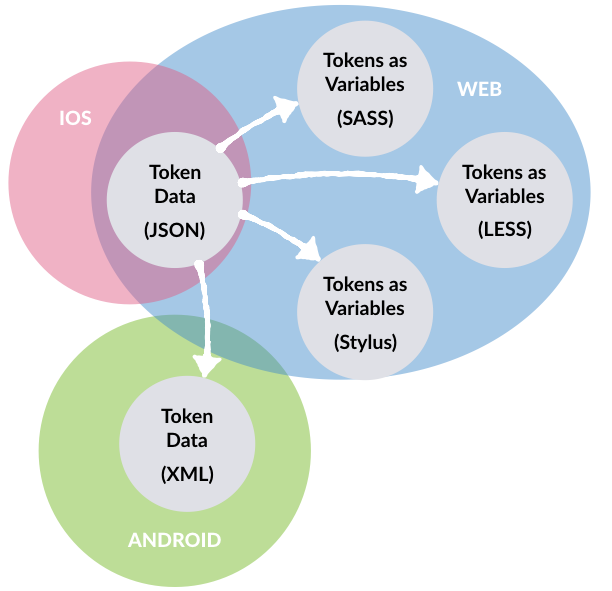 IOS
WEB
Tokens as
Variables
(SASS)
Token
Data
(JSON)
Tokens as
Variables
(LESS)
Tokens as
Variables
(Stylus)
Token
Data
(XML)
ANDROID